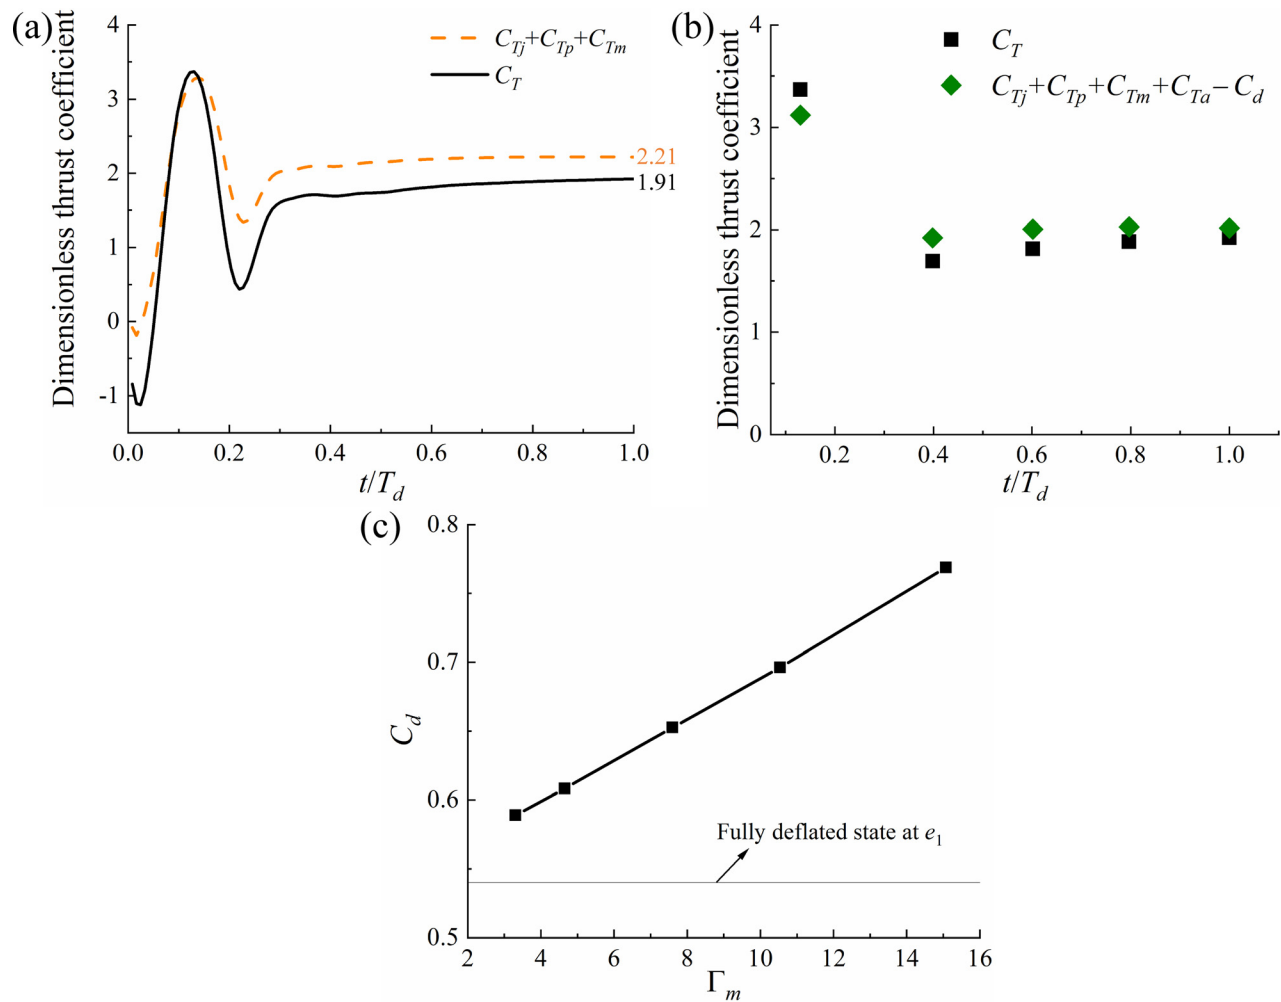 (a)
Dimensionless thrust coefficient
4
3
2
1
0
-1
C_Tj+C_Tp+C_Tm
C_T
2.21
1.91
0.0
0.2
0.4
0.6
0.8
1.0
t/T_d
(b)
Dimensionless thrust coefficient
4
3
2
1
0
C_T
C_Tj+C_Tp+C_Tm+C_Ta−C_d
0.2
0.4
0.6
0.8
1.0
t/T_d
(c)
C_d
0.8
0.7
0.6
0.5
Fully deflated state at e_1
2
4
6
8
10
12
14
16
Γ_m